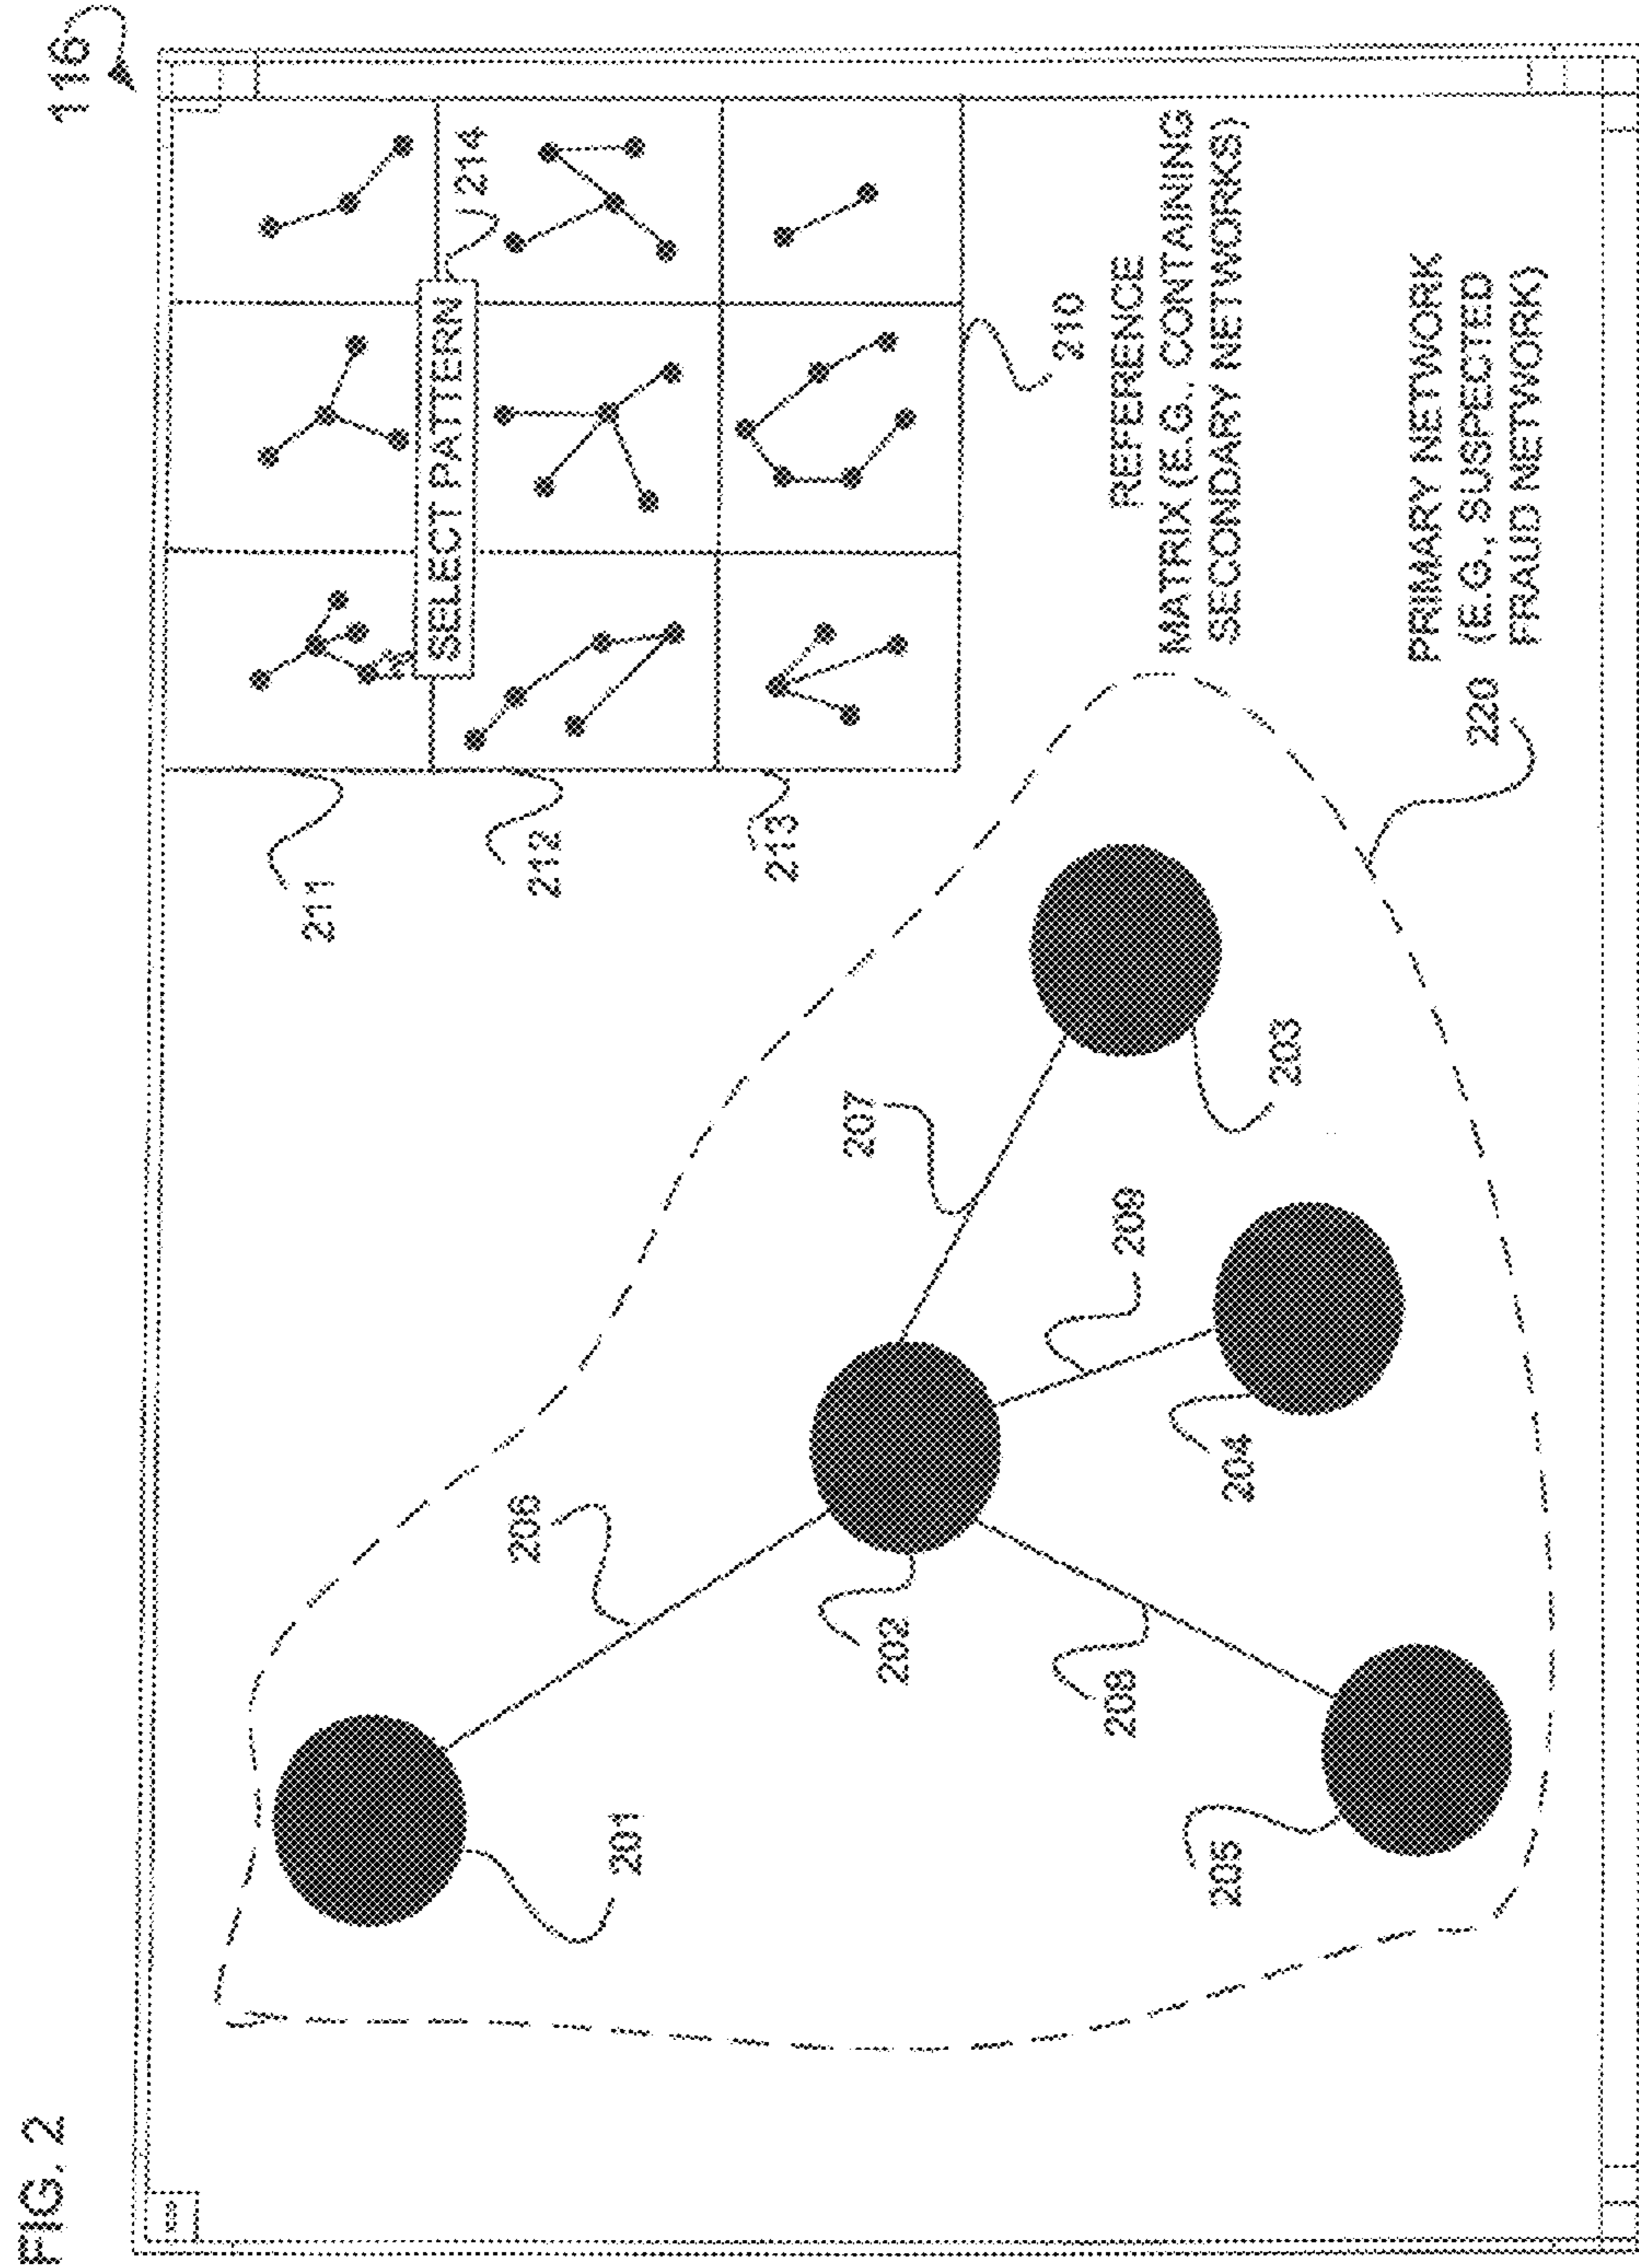 FIG. 2
116
211
SELECT PATTERN
214
206
212
201
213
207
202
210
REFERENCE
MATRIX (E.G., CONTAINING
SECONDARY NETWORKS)
208
209
205
204
203
PRIMARY NETWORK
(E.G., SUSPECTED
FRAUD NETWORK)
220